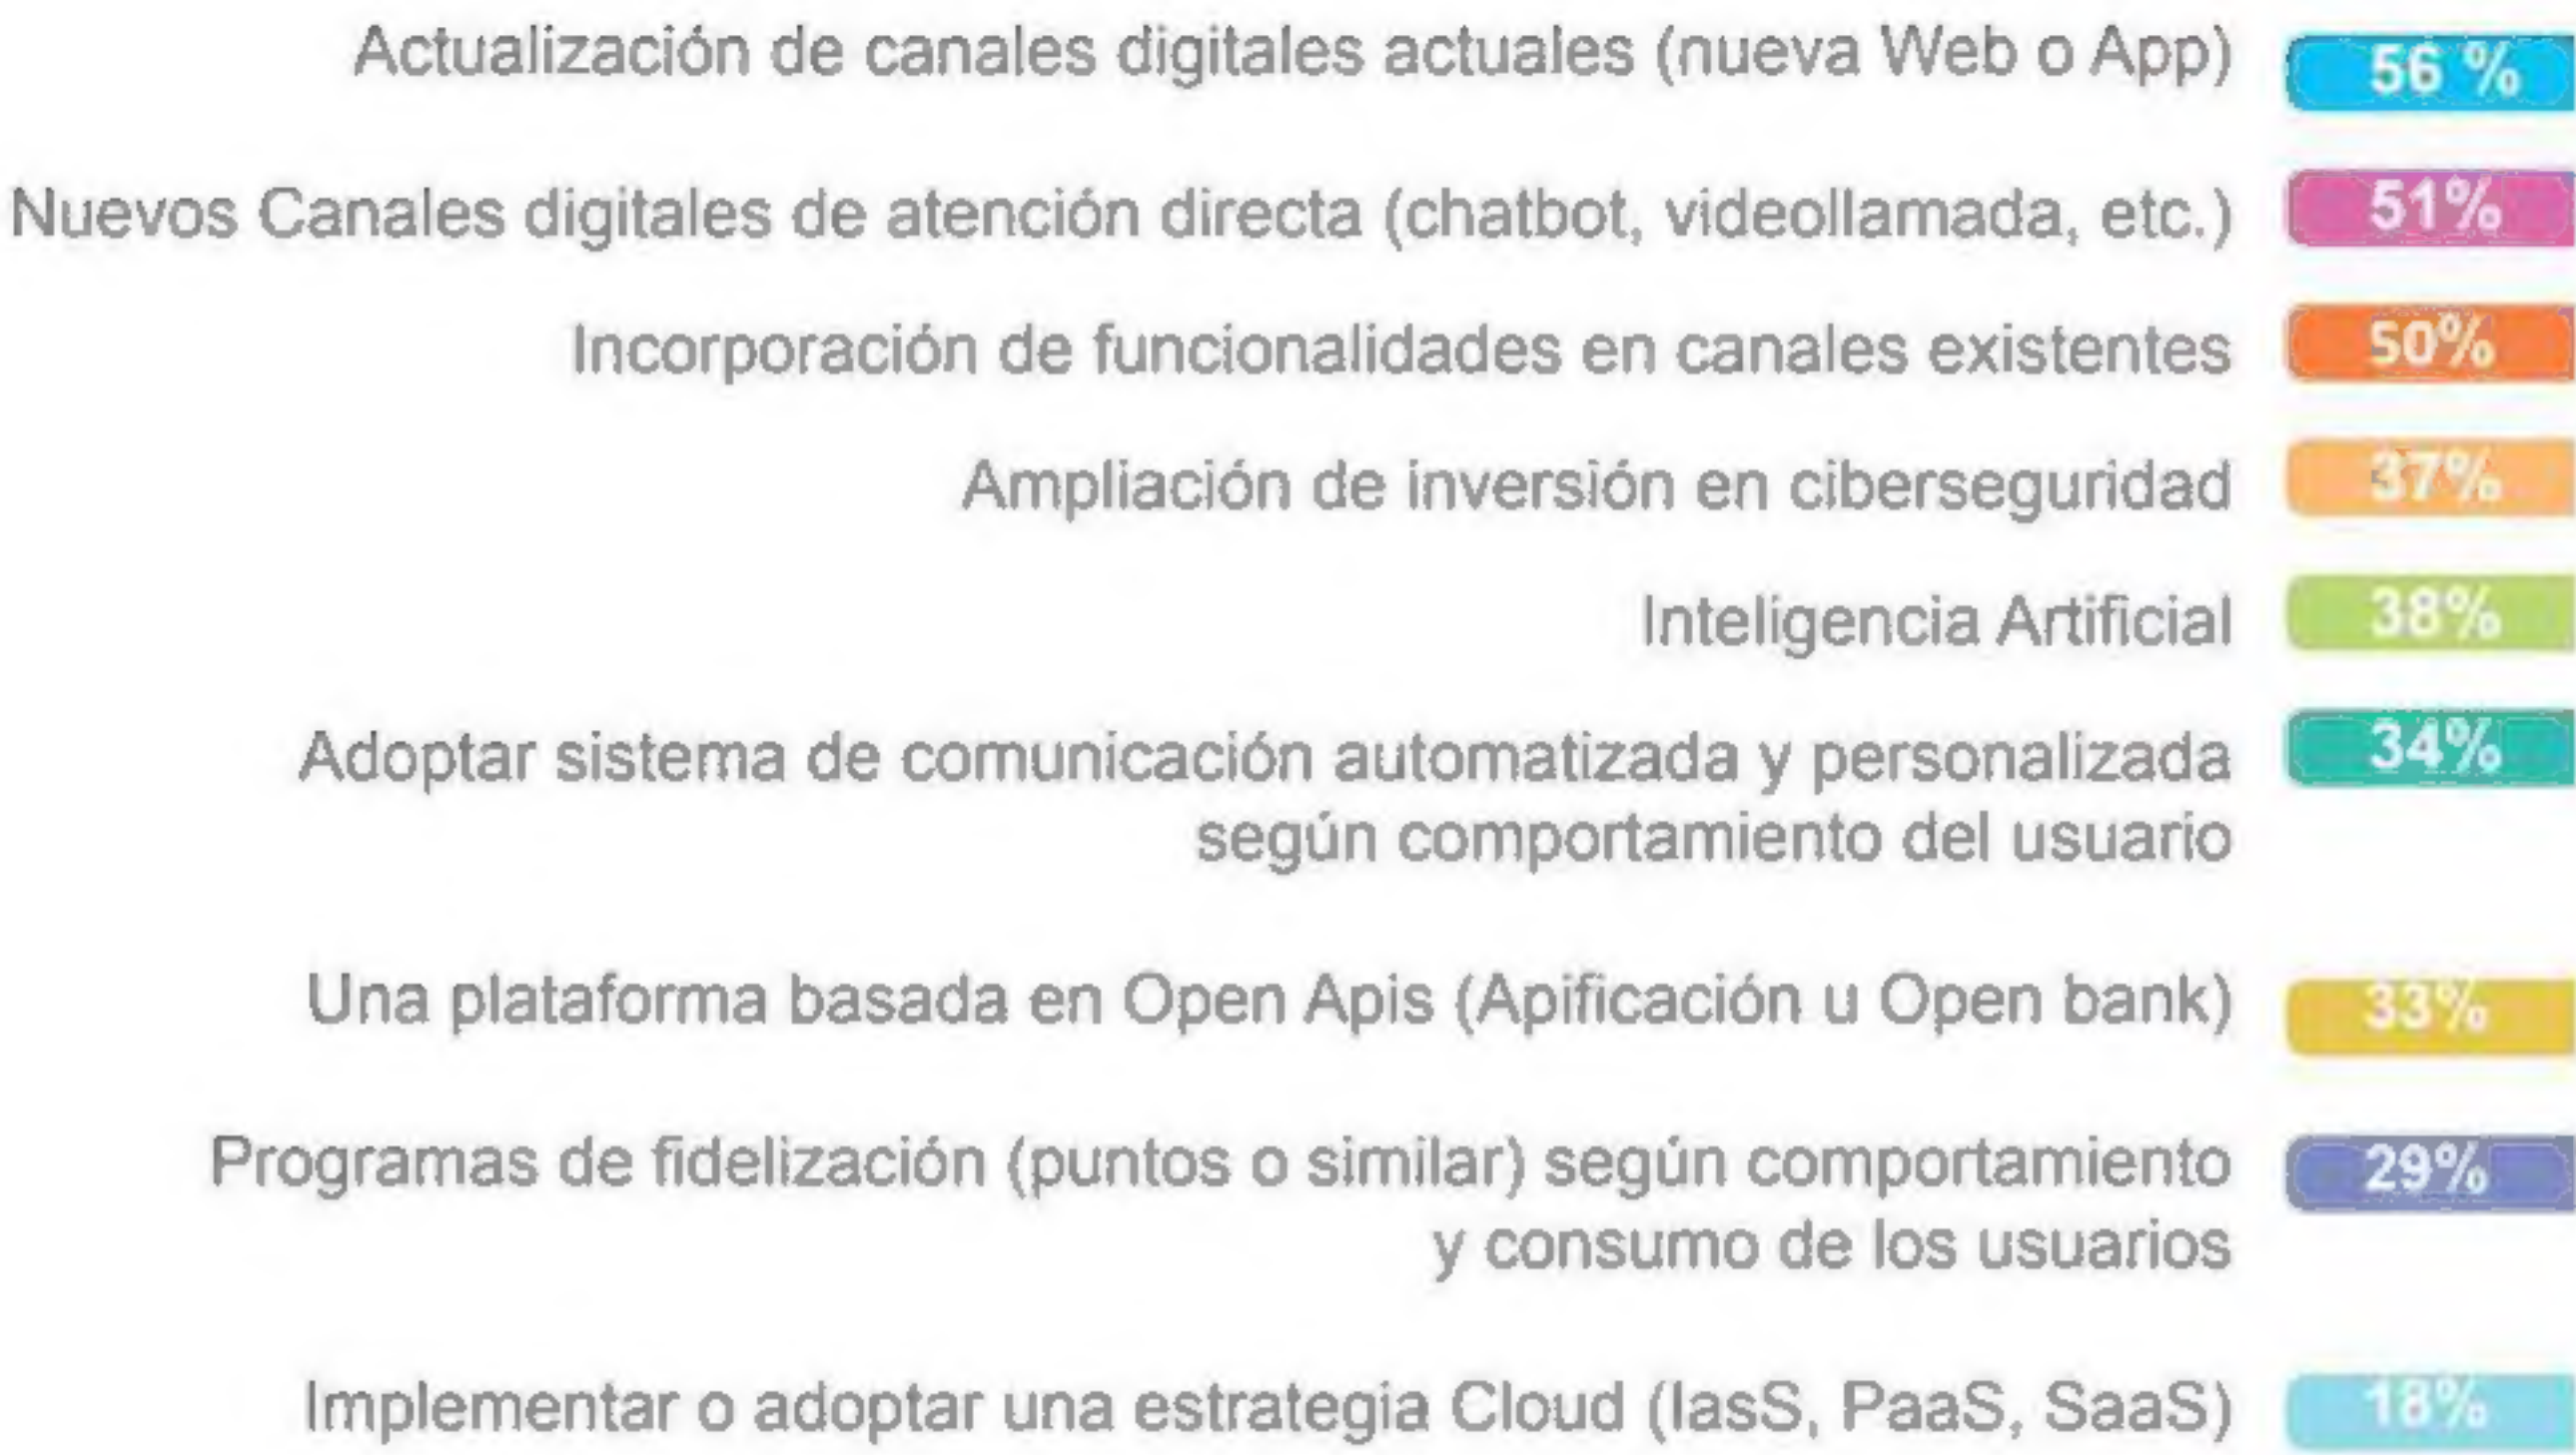 Actualización de canales digitales actuales (nueva Web o App) 56 %
Nuevos Canales digitales de atención directa (chatbot, videollamada, etc.) 51%
Incorporación de funcionalidades en canales existentes 50%
Ampliación de inversión en ciberseguridad 37%
Inteligencia Artificial 38%
Adoptar sistema de comunicación automatizada y personalizada 34%
según comportamiento del usuario
Una plataforma basada en Open Apis (Apificación u Open bank) 33%
Programas de fidelización (puntos o similar) según comportamiento 29%
y consumo de los usuarios
Implementar o adoptar una estrategia Cloud (IasS, PaaS, SaaS) 18%